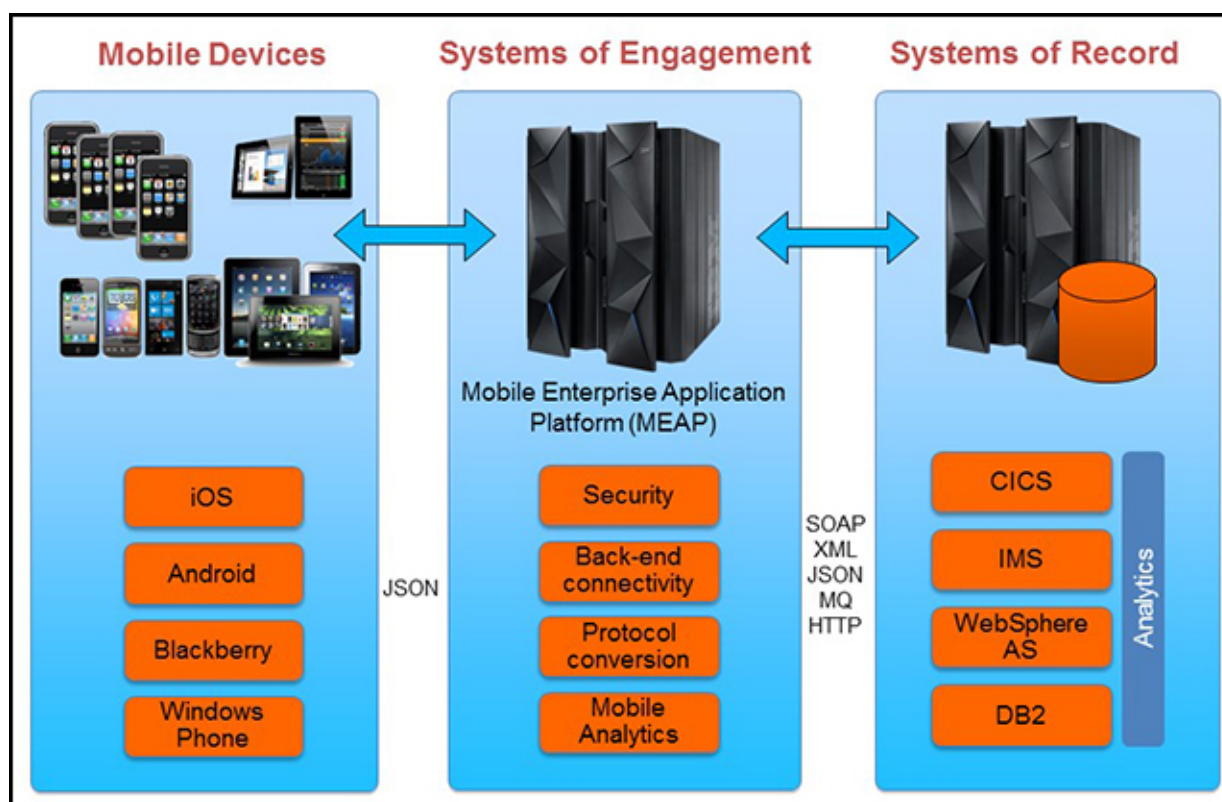 Mobile Devices
Systems of Engagement
Systems of Record
Mobile Enterprise Application
Platform (MEAP)
iOS
Android
Blackberry
Windows
Phone
JSON
Security
Back-end
connectivity
Protocol
conversion
Mobile
Analytics
SOAP
XML
JSON
MQ
HTTP
CICS
IMS
WebSphere
AS
DB2
Analytics